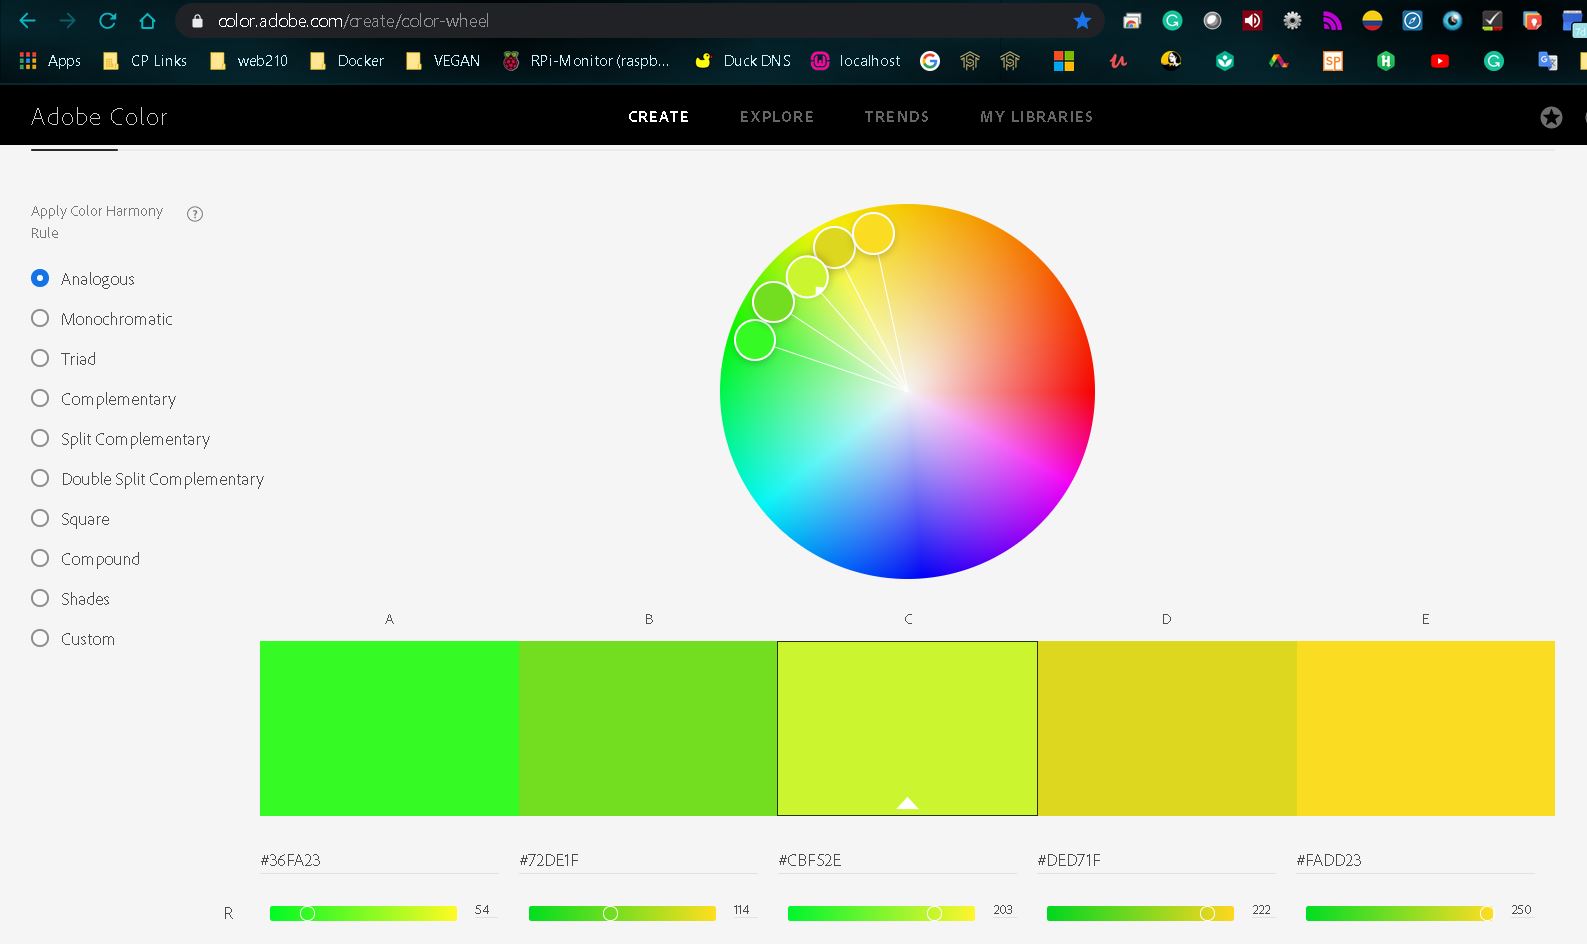 color.adobe.com/create/color-wheel
Apps CP Links web210 Docker VEGAN RPi-Monitor (raspb... Duck DNS localhost
Adobe Color CREATE EXPLORE TRENDS MY LIBRARIES
Apply Color Harmony
Rule
?
Analogous
Monochromatic
Triad
Complementary
Split Complementary
Double Split Complementary
Square
Compound
Shades
Custom
A B C D E
#36FA23 #72DE1F #CBF52E #DED71F #FADD23
R 54 114 203 222 250